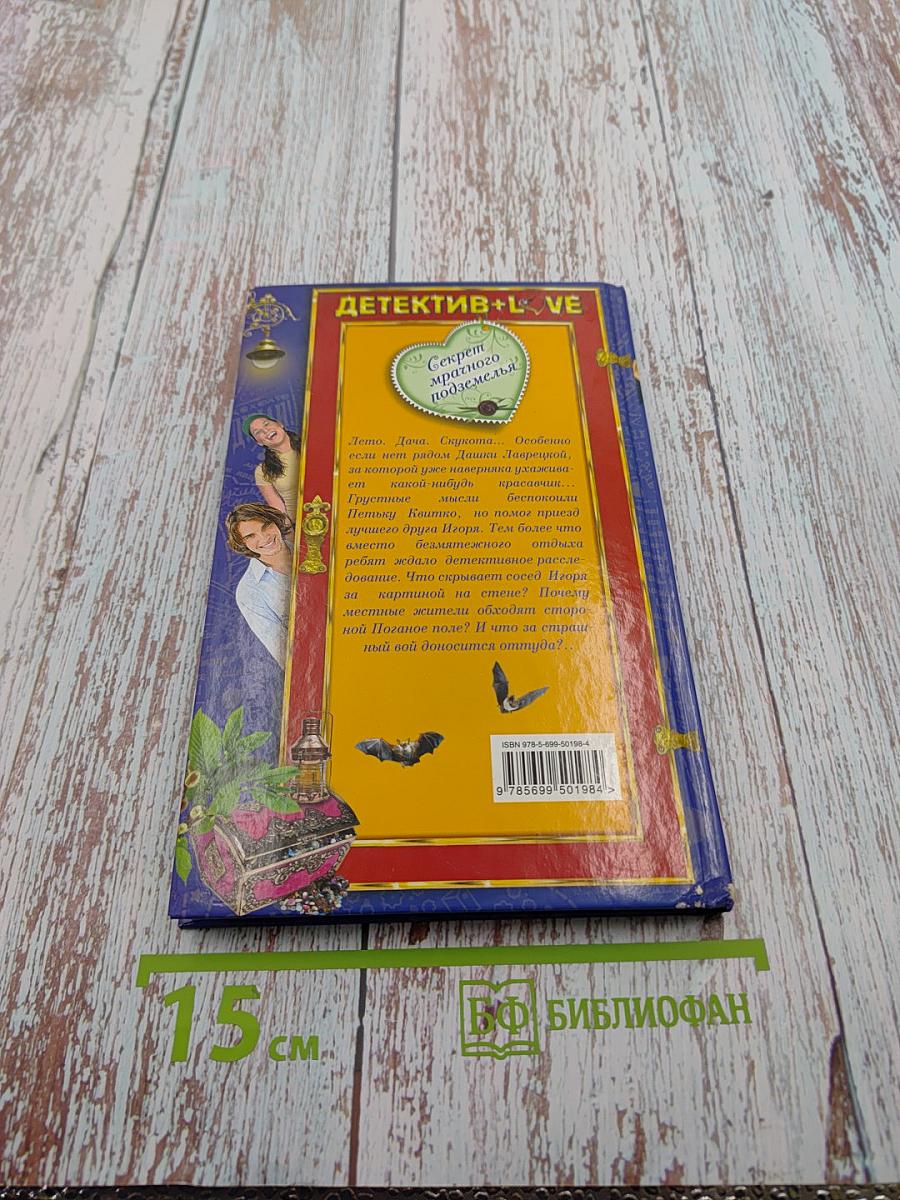 ДЕТЕКТИВ+LOVE
Секрет
мрачного
подземелья
Лето. Дача. Скукота... Особенно
если нет рядом Дашки Лаврецкой,
за которой уже наверняка ухажива-
ет какой-нибудь красавчик...
Грустные мысли беспокоили
Петьку Квитко, но помог приезд
лучшего друга Игоря. Тем более что
вместо безмятежного отдыха
ребят ждало детективное рассле-
дование. Что скрывает сосед Игоря
за картиной на стене? Почему
местные жители обходят сторо-
ной Поганое поле? И что за страш-
ный вой доносится оттуда?..
ISBN 978-5-699-50198-4
9 785699 501984 >
15 см
БФ БИБЛИОФАН